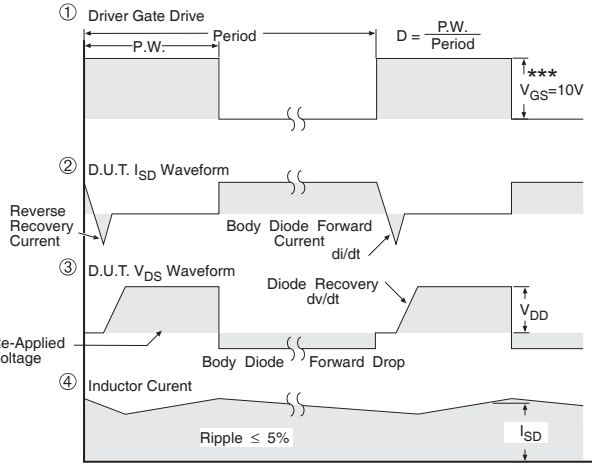 ① Driver Gate Drive
P.W.
Period
D = P.W.
Period
***
VGS=10V
② D.U.T. ISD Waveform
Reverse
Recovery
Current
Body Diode Forward
Current
di/dt
③ D.U.T. VDS Waveform
Diode Recovery
dv/dt
VDD
e-Applied
oltage
Body Diode Forward Drop
④ Inductor Curent
Ripple ≤ 5%
ISD